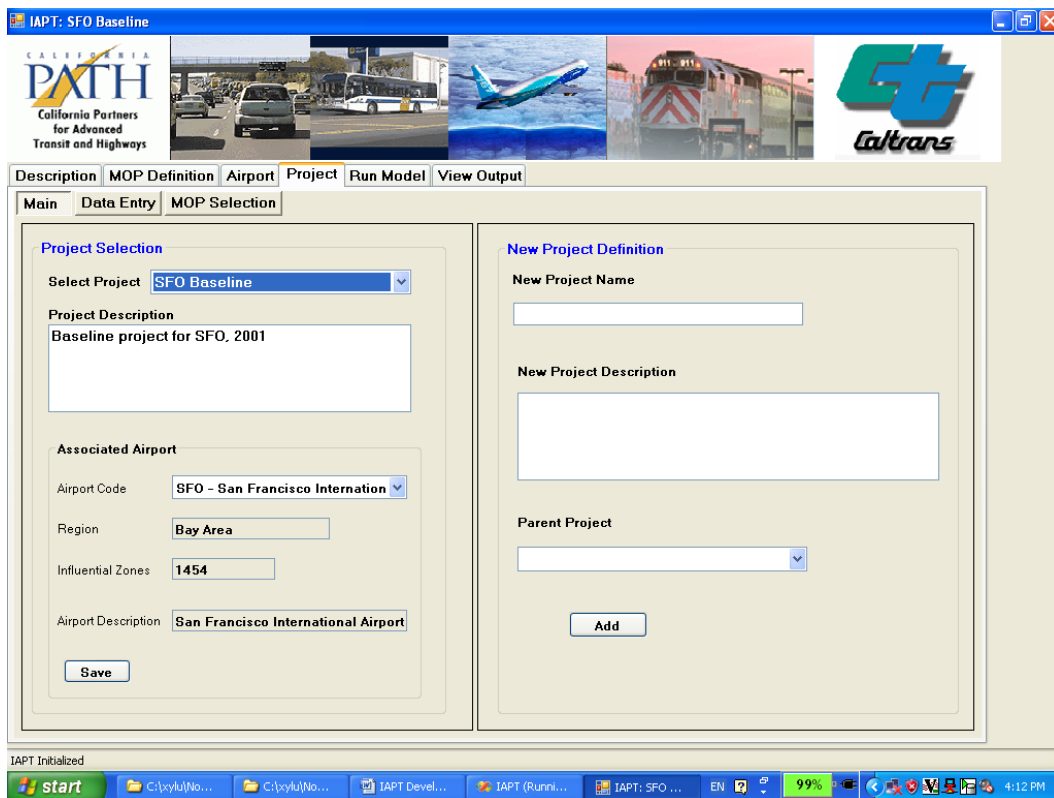 IAPT: SFO Baseline
CALIFORNIA
PATH
California Partners
for Advanced
Transit and Highways
911 911
Caltrans
Description MOP Definition Airport Project Run Model View Output
Main Data Entry MOP Selection
Project Selection
Select Project SFO Baseline
Project Description
Baseline project for SFO, 2001
Associated Airport
Airport Code SFO - San Francisco Internation
Region Bay Area
Influential Zones 1454
Airport Description San Francisco International Airport
Save
New Project Definition
New Project Name
New Project Description
Parent Project
Add
IAPT Initialized
start C:\xylu\No... C:\xylu\No... IAPT Devel... IAPT (Runni... IAPT: SFO ... EN 99% 4:12 PM